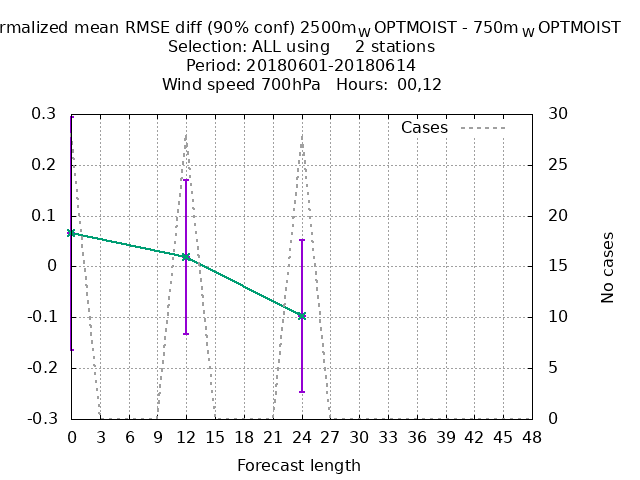 rmalized mean RMSE diff (90% conf) 2500m W OPTMOIST - 750m W OPTMOIST
Selection: ALL using 2 stations
Period: 20180601-20180614
Wind speed 700hPa Hours: 00,12
Cases
0.3
0.2
0.1
0
-0.1
-0.2
-0.3
30
25
20
15
10
5
0
No cases
0 3 6 9 12 15 18 21 24 27 30 33 36 39 42 45 48
Forecast length